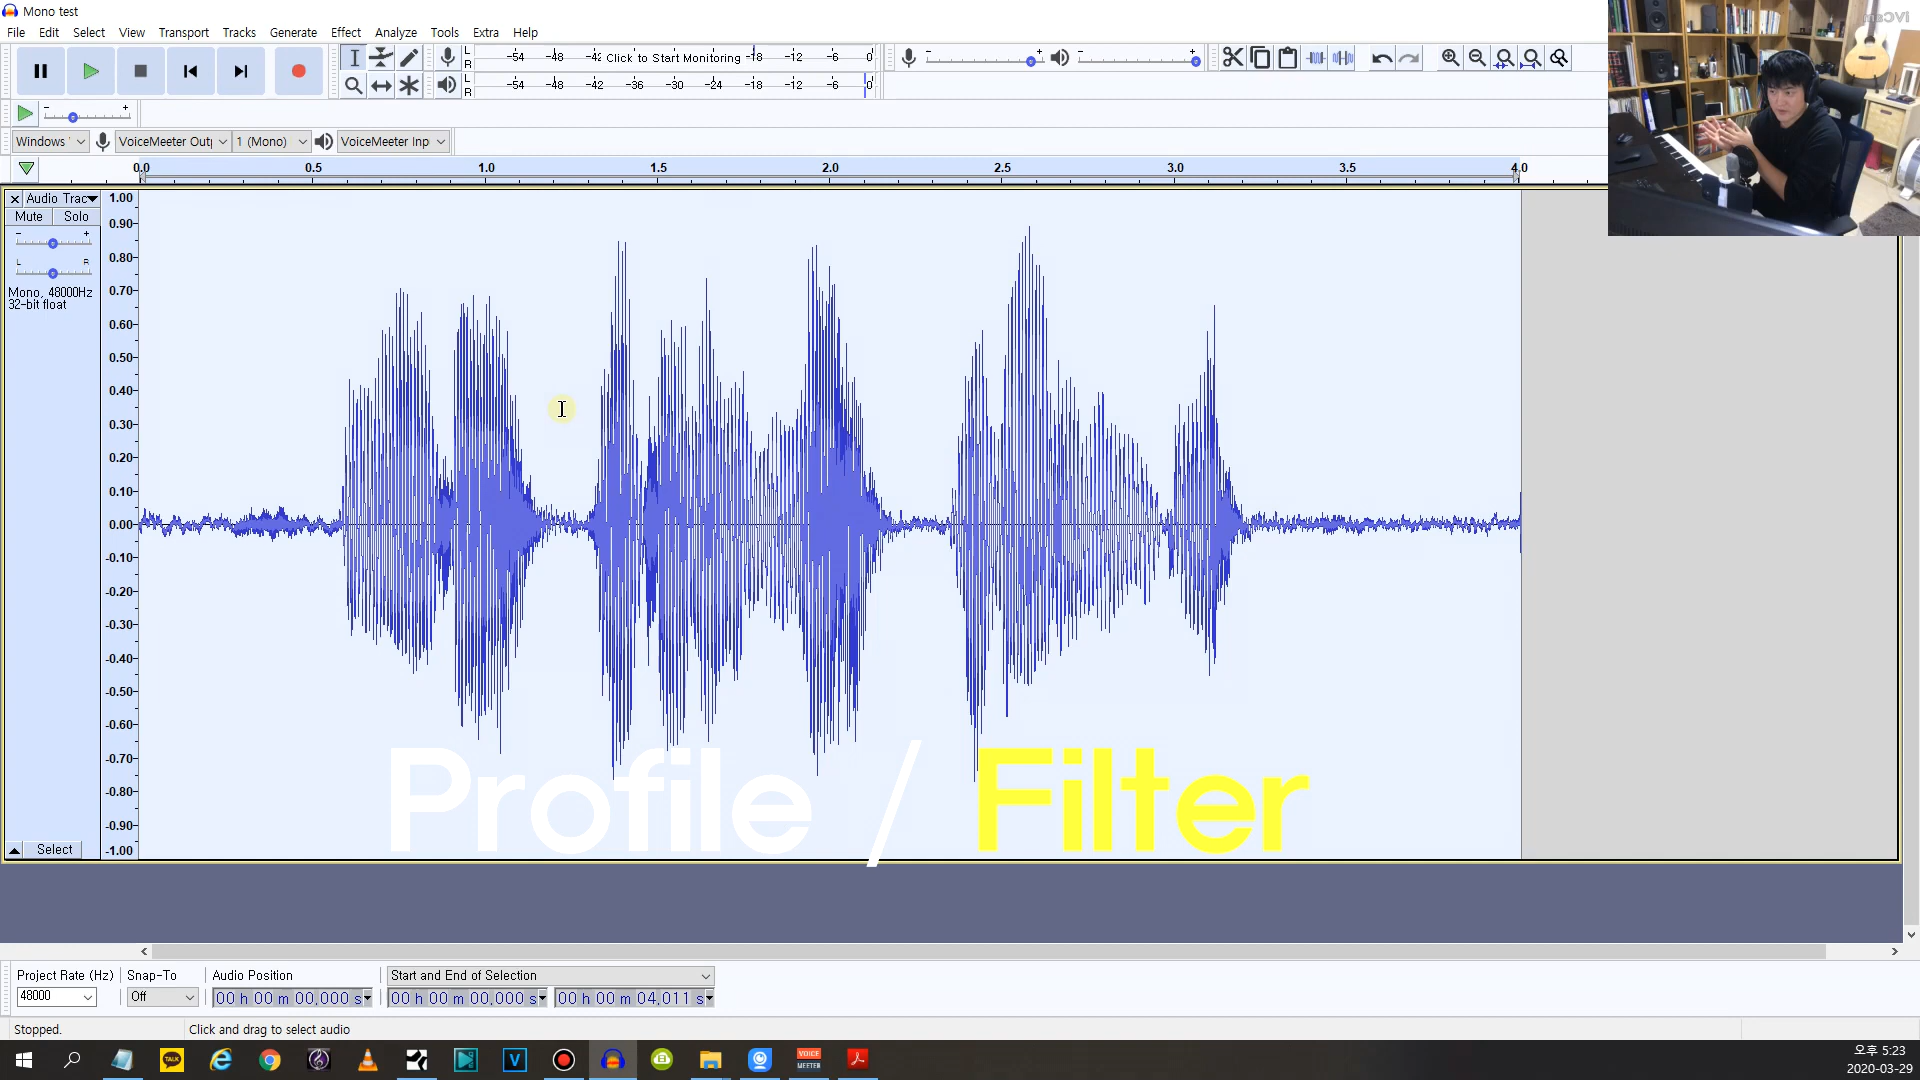 Mono test
File Edit Select View Transport Tracks Generate Effect Analyze Tools Extra Help
L -54 -48 -42 Click to Start Monitoring -18 -12 -6 0
R
L -54 -48 -42 -36 -30 -24 -18 -12 -6 0
R
Windows VoiceMeeter Out 1 (Mono) VoiceMeeter Inp
0.0 0.5 1.0 1.5 2.0 2.5 3.0 3.5 4.0
Audio Trac
Mute Solo
L R
Mono, 48000Hz
32-bit float
1.00
0.90
0.80
0.70
0.60
0.50
0.40
0.30
0.20
0.10
0.00
-0.10
-0.20
-0.30
-0.40
-0.50
-0.60
-0.70
-0.80
-0.90
-1.00
Select
Profile / Filter
Project Rate (Hz) Snap-To Audio Position Start and End of Selection
48000 Off 00 h 00 m 00.000 s 00 h 00 m 00.000 s 00 h 00 m 04.011 s
Stopped. Click and drag to select audio
TALK
V
VOICE
MEETER
오후 5:23
2020-03-29